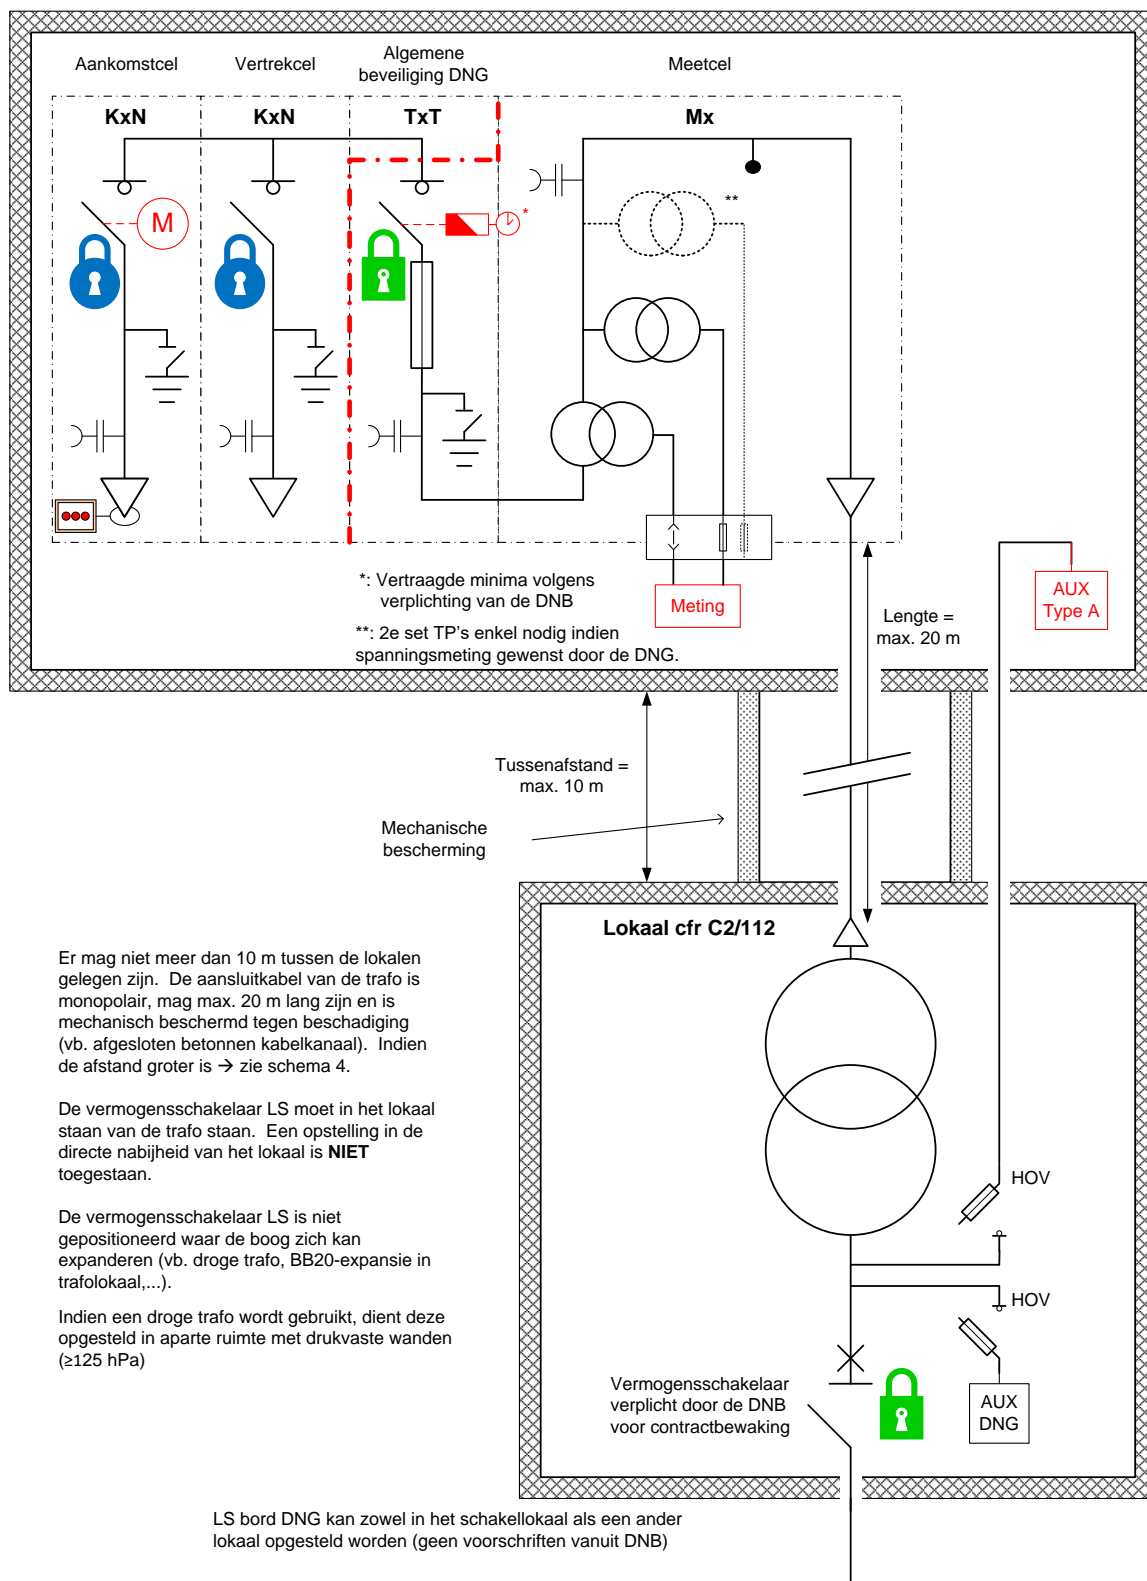 Aankomstcel
Vertrekcel
Algemene
beveiliging DNG
Meetcel
KxN
KxN
TxT
Mx
M
*
**
*: Vertraagde minima volgens
verplichting van de DNB
**: 2e set TP's enkel nodig indien
spanningsmeting gewenst door de DNG.
Meting
Lengte =
max. 20 m
AUX
Type A
Tussenafstand =
max. 10 m
Mechanische
bescherming
Lokaal cfr C2/112
Er mag niet meer dan 10 m tussen de lokalen
gelegen zijn.  De aansluitkabel van de trafo is
monopolair, mag max. 20 m lang zijn en is
mechanisch beschermd tegen beschadiging
(vb. afgesloten betonnen kabelkanaal).  Indien
de afstand groter is → zie schema 4.
De vermogensschakelaar LS moet in het lokaal
staan van de trafo staan.  Een opstelling in de
directe nabijheid van het lokaal is NIET
toegestaan.
De vermogensschakelaar LS is niet
gepositioneerd waar de boog zich kan
expanderen (vb. droge trafo, BB20-expansie in
trafolokaal,...).
Indien een droge trafo wordt gebruikt, dient deze
opgesteld in aparte ruimte met drukvaste wanden
(≥125 hPa)
HOV
HOV
Vermogensschakelaar
verplicht door de DNB
voor contractbewaking
AUX
DNG
LS bord DNG kan zowel in het schakellokaal als een ander
lokaal opgesteld worden (geen voorschriften vanuit DNB)